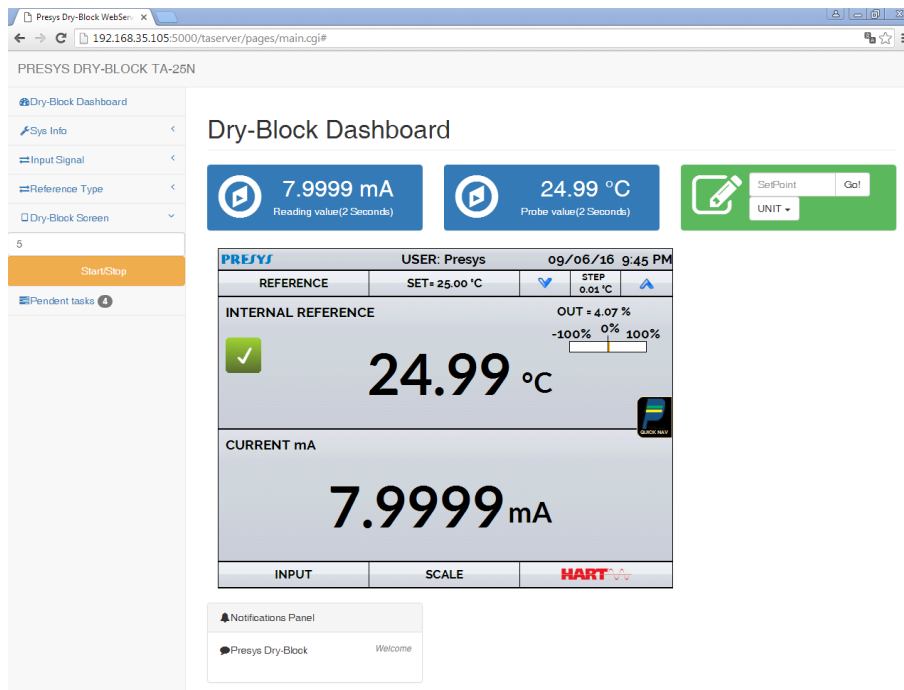 Presys Dry-Block WebServ
192.168.35.105:5000/taserver/pages/main.cgi#
PRESYS DRY-BLOCK TA-25N
Dry-Block Dashboard
Sys Info
Input Signal
Reference Type
Dry-Block Screen
5
Start/Stop
Pendent tasks 4
Dry-Block Dashboard
7.9999 mA
Reading value(2 Seconds)
24.99 °C
Probe value(2 Seconds)
SetPoint Go!
UNIT
PRESYS USER: Presys 09/06/16 9:45 PM
REFERENCE SET= 25.00 °C STEP
0.01 °C
INTERNAL REFERENCE OUT = 4.07 %
-100% 0% 100%
24.99 °C
QUICK NAV
CURRENT mA
7.9999 mA
INPUT SCALE HART
Notifications Panel
Presys Dry-Block Welcome